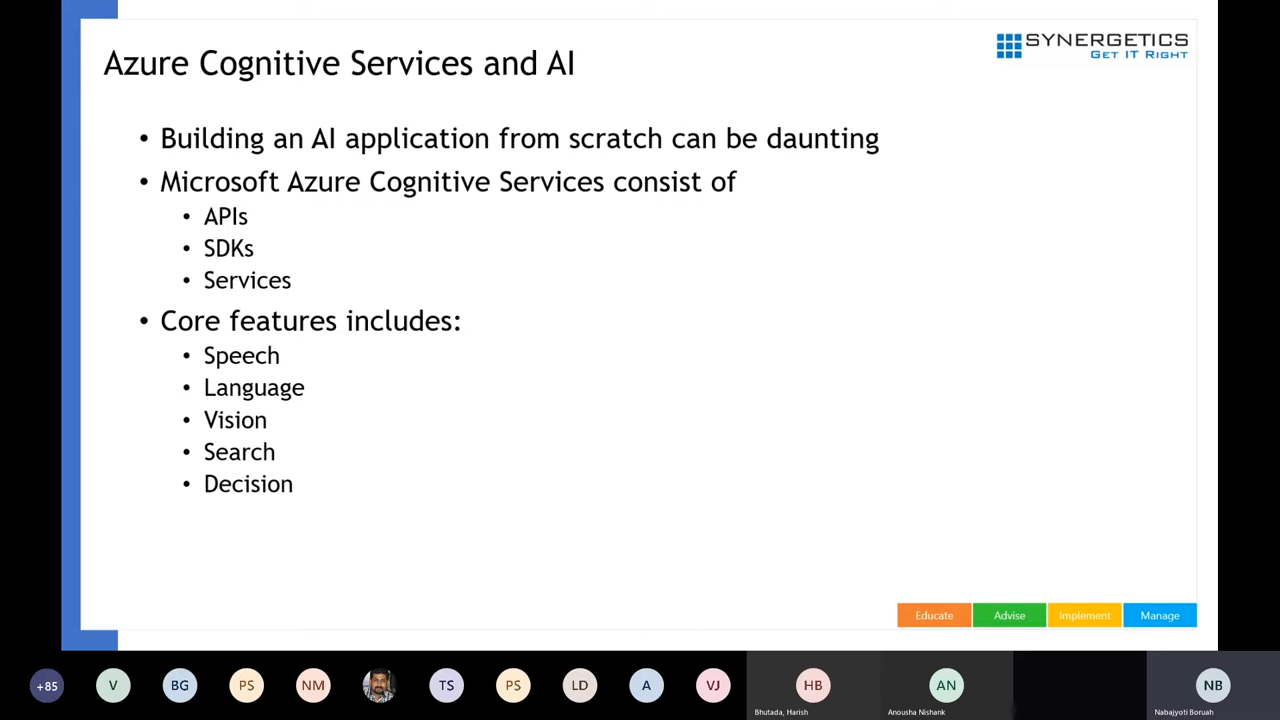 SYNERGETICS
GET IT RIGHT
Azure Cognitive Services and AI
• Building an AI application from scratch can be daunting
• Microsoft Azure Cognitive Services consist of
• APIs
• SDKs
• Services
• Core features includes:
• Speech
• Language
• Vision
• Search
• Decision
Educate Advise Implement Manage
+85 V BG PS NM TS PS LD A VJ HB AN NB
Bhutada, Harish Anousha Nishank Nabajyoti Boruah